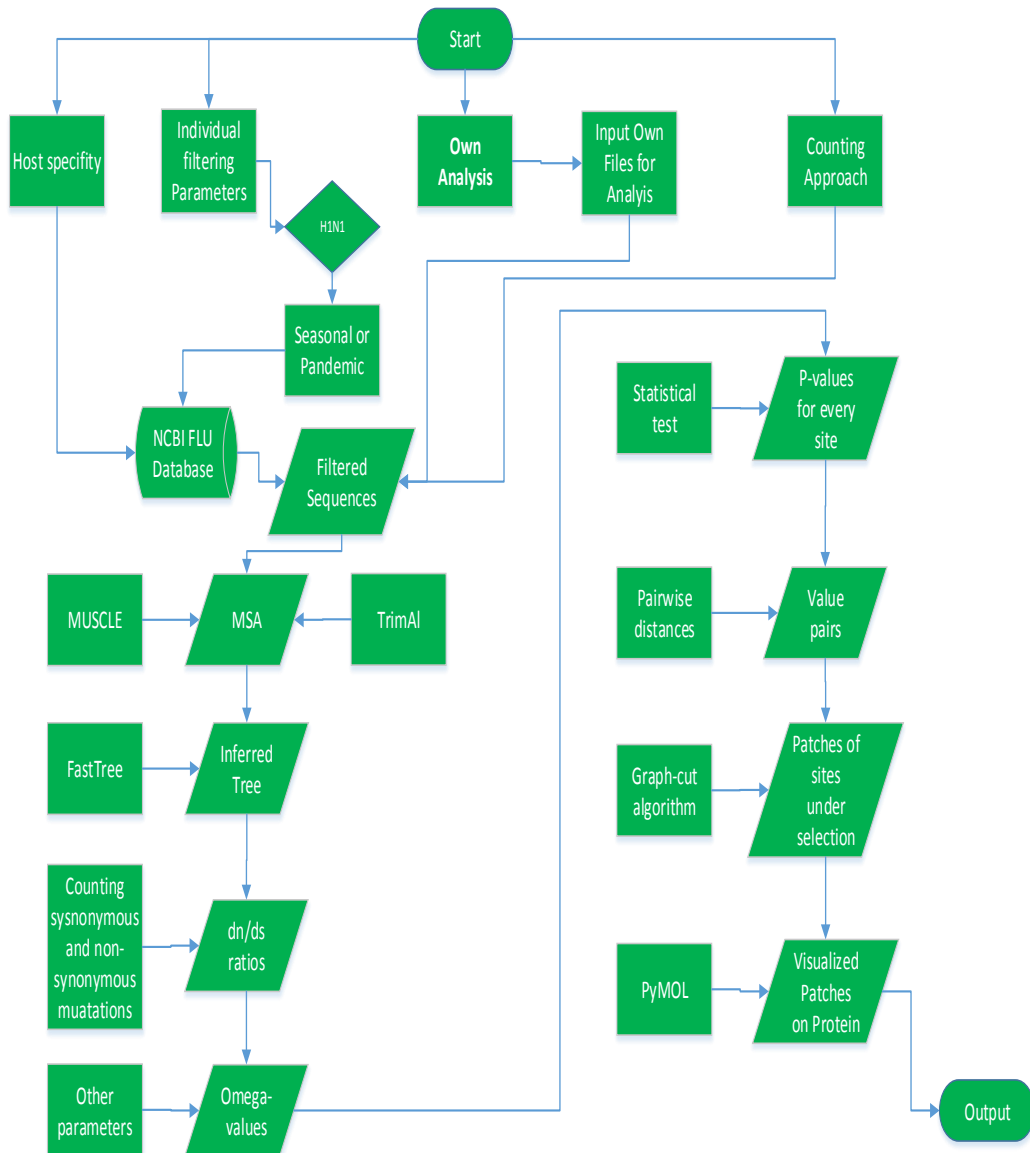 Start
Host specifity
Individual
filtering
Parameters
Own
Analysis
Input Own
Files for
Analyis
Counting
Approach
H1N1
Seasonal or
Pandemic
NCBI FLU
Database
Filtered
Sequences
MUSCLE
MSA
TrimAl
FastTree
Inferred
Tree
Counting
sysnonymous
and non-
synonymous
muatations
dn/ds
ratios
Other
parameters
Omega-
values
Statistical
test
P-values
for every
site
Pairwise
distances
Value
pairs
Graph-cut
algorithm
Patches of
sites
under
selection
PyMOL
Visualized
Patches
on Protein
Output